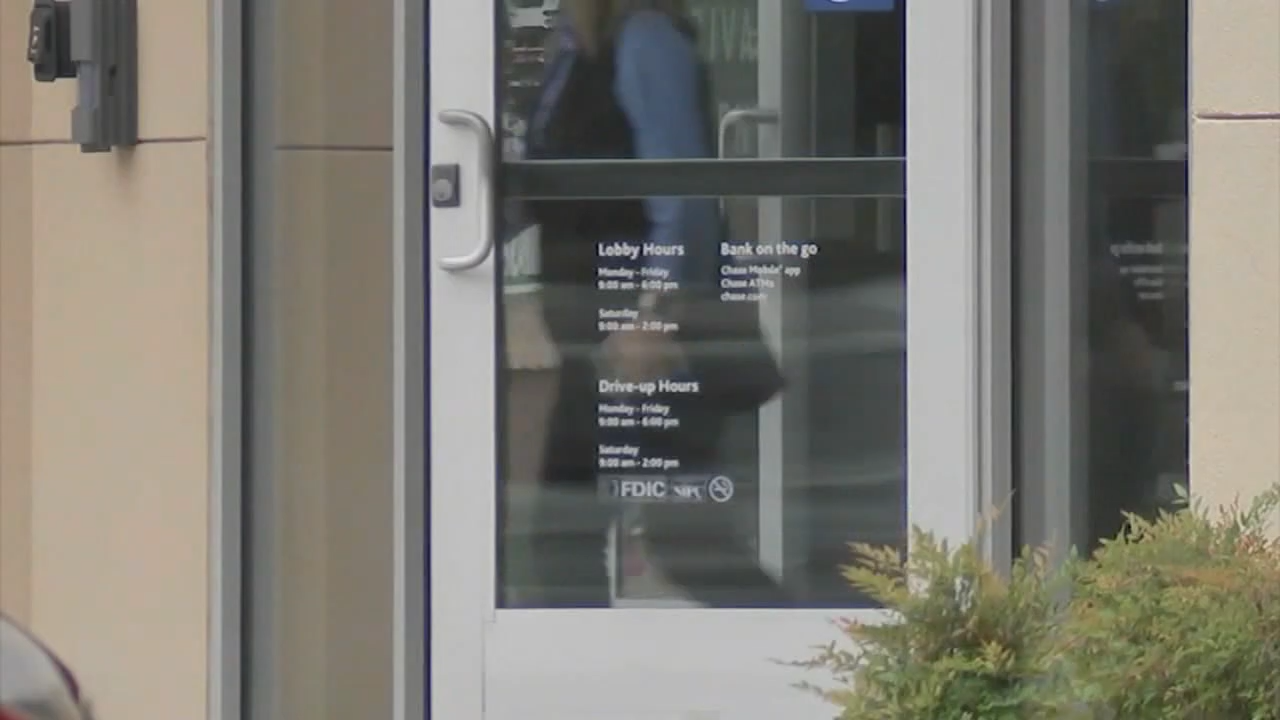 Lobby Hours
Monday - Friday
9:00 am - 6:00 pm
Saturday
9:00 am - 2:00 pm
Bank on the go
Chase Mobile® app
Chase ATMs
chase.com
Drive-up Hours
Monday - Friday
9:00 am - 6:00 pm
Saturday
9:00 am - 2:00 pm
FDIC SIPC